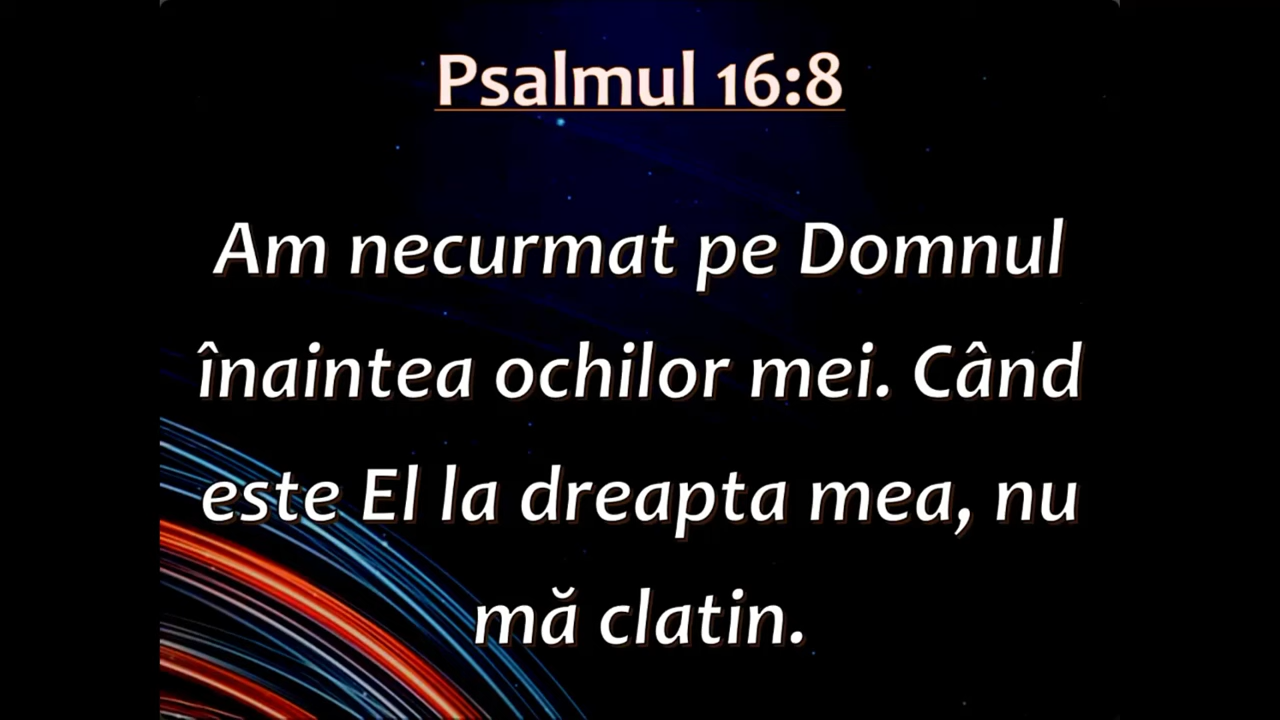 Psalmul 16:8
Am necurmat pe Domnul
înaintea ochilor mei. Când
este El la dreapta mea, nu
mă clatin.